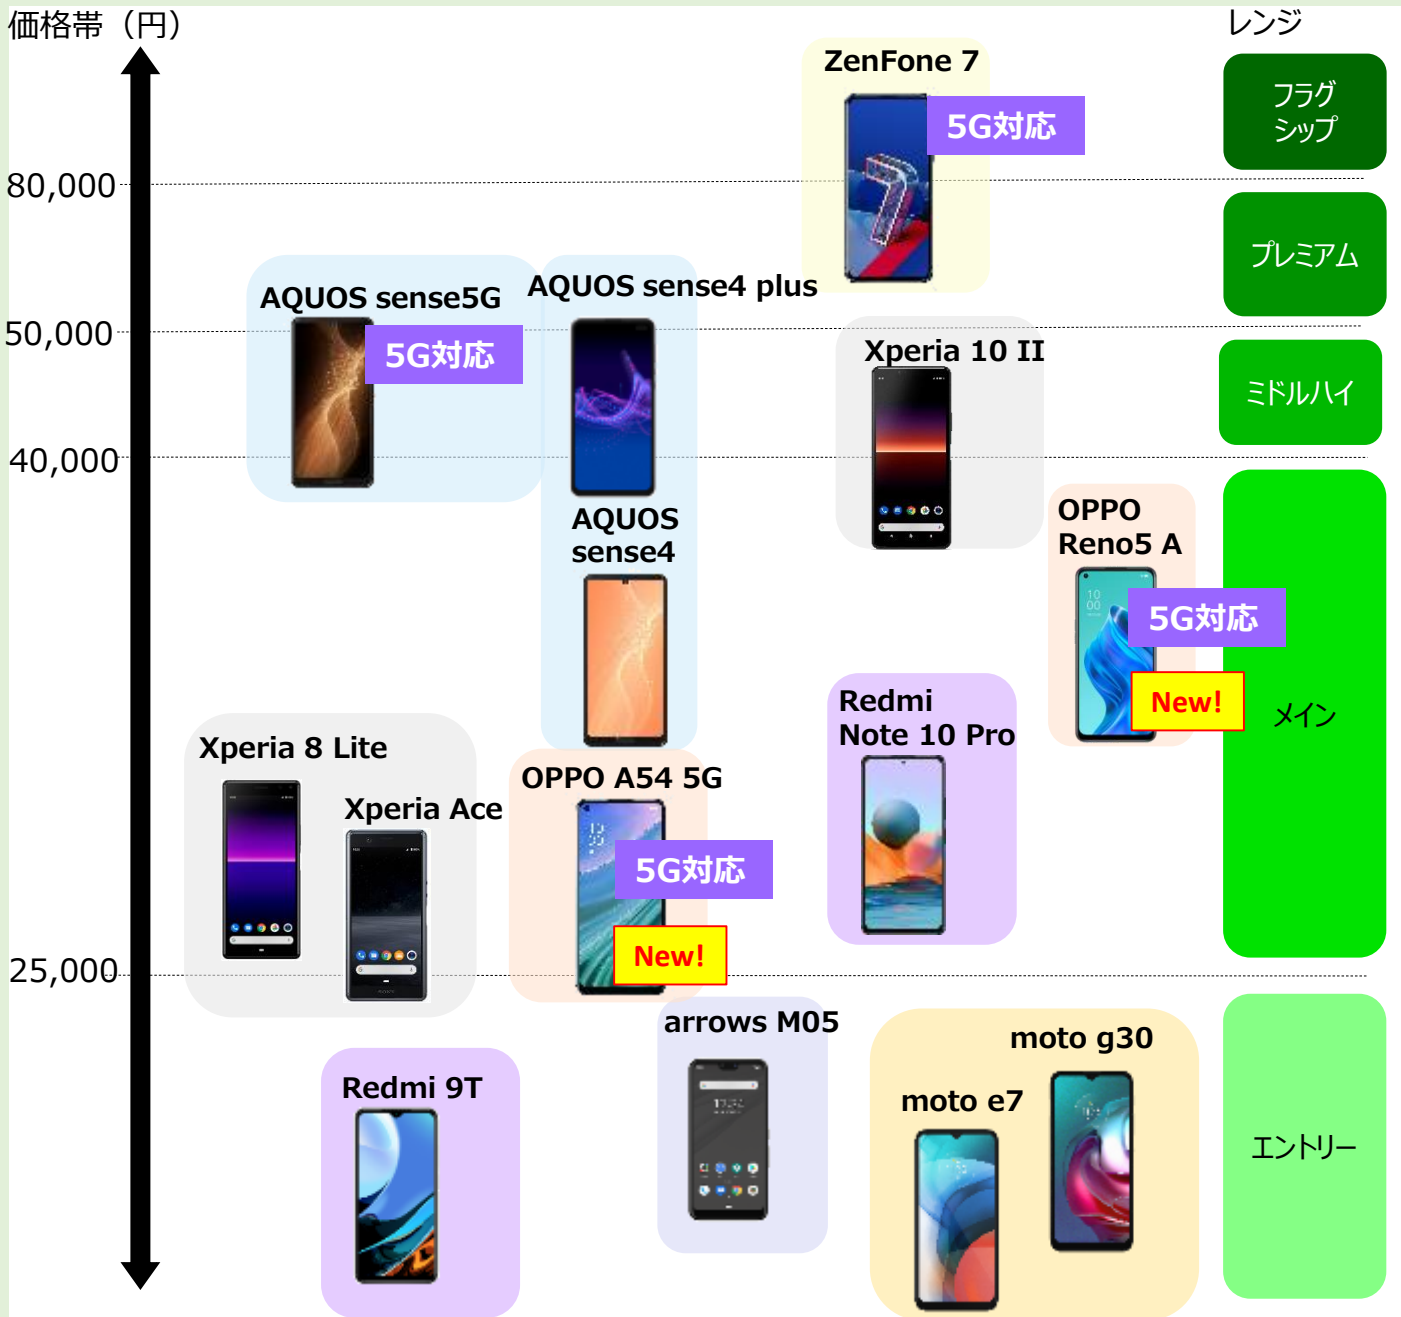 価格帯（円）
レンジ
ZenFone 7
5G対応
フラグ
シップ
80,000
プレミアム
AQUOS sense5G
AQUOS sense4 plus
50,000
5G対応
Xperia 10 II
ミドルハイ
40,000
AQUOS
sense4
OPPO
Reno5 A
5G対応
New!
メイン
Redmi
Note 10 Pro
Xperia 8 Lite
Xperia Ace
OPPO A54 5G
5G対応
New!
25,000
arrows M05
moto g30
Redmi 9T
moto e7
エントリー